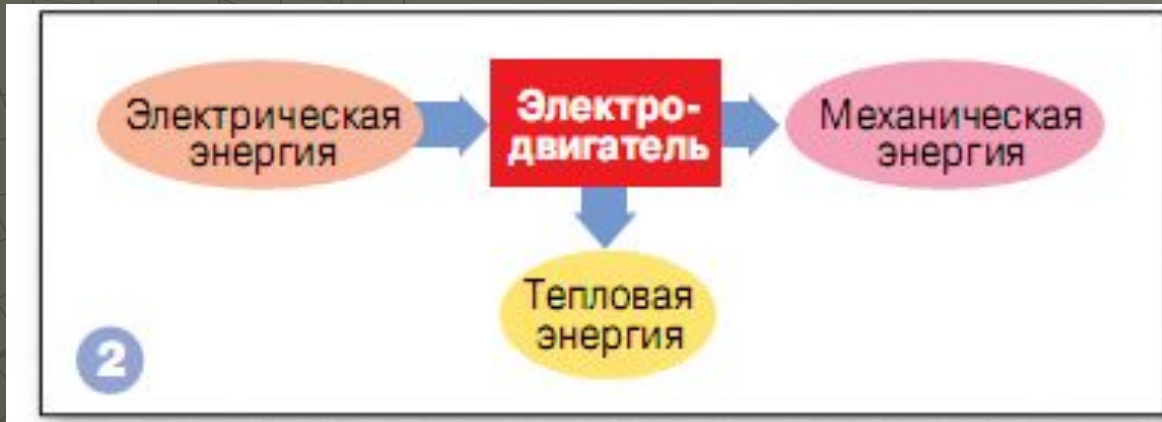 Электрическая
энергия
Электро-
двигатель
Механическая
энергия
Тепловая
энергия
2